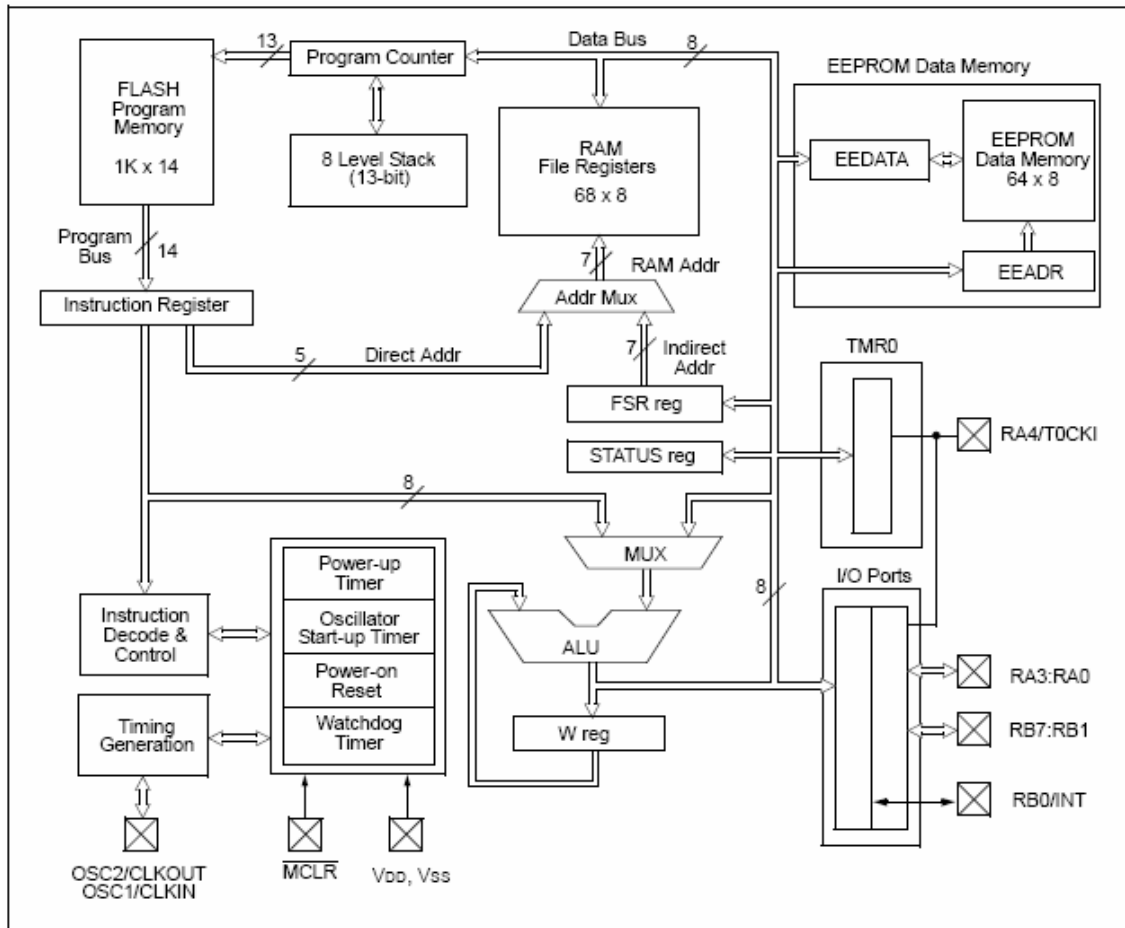 13
Program Counter
Data Bus
8
EEPROM Data Memory
FLASH
Program
Memory
1K x 14
8 Level Stack
(13-bit)
RAM
File Registers
68 x 8
EEDATA
EEPROM
Data Memory
64 x 8
EEADR
Program
Bus
14
7
RAM Addr
Addr Mux
Instruction Register
5
Direct Addr
7
Indirect
Addr
FSR reg
STATUS reg
TMR0
RA4/T0CKI
8
MUX
ALU
W reg
8
I/O Ports
Power-up
Timer
Oscillator
Start-up Timer
Power-on
Reset
Watchdog
Timer
Instruction
Decode &
Control
Timing
Generation
RA3:RA0
RB7:RB1
RB0/INT
OSC2/CLKOUT
OSC1/CLKIN
MCLR
VDD, VSS